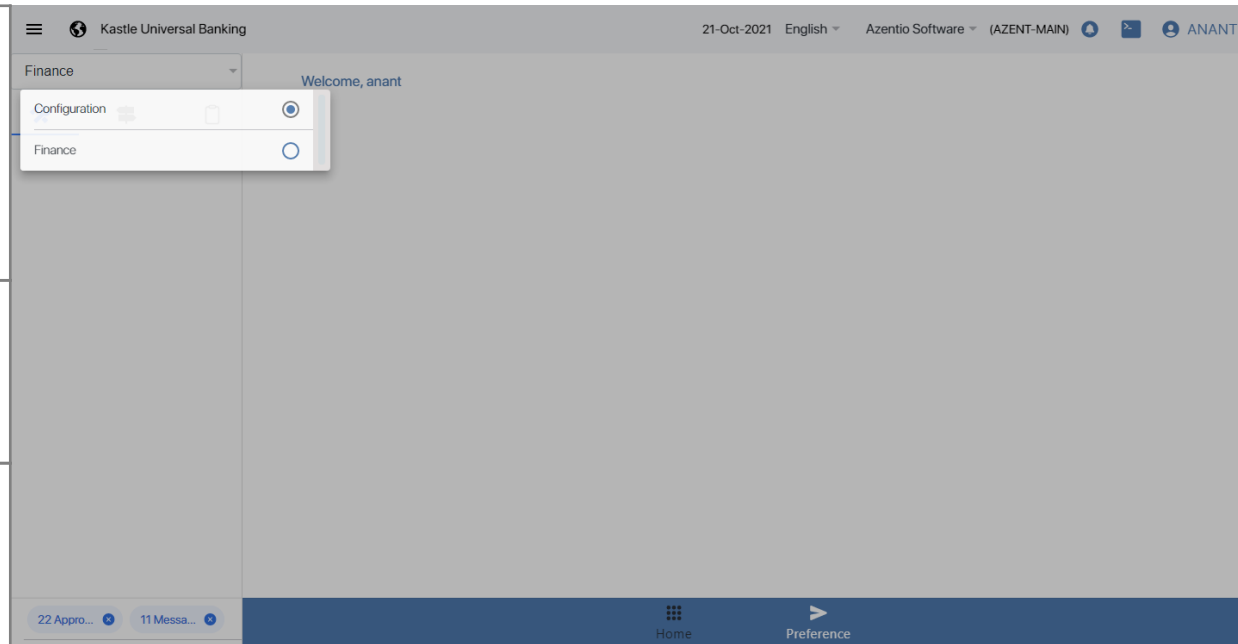 Kastle Universal Banking 21-Oct-2021 English Azentio Software (AZENT-MAIN) ANANT
Finance
Welcome, anant
Configuration
Finance
22 Appro... 11 Messa...
Home Preference